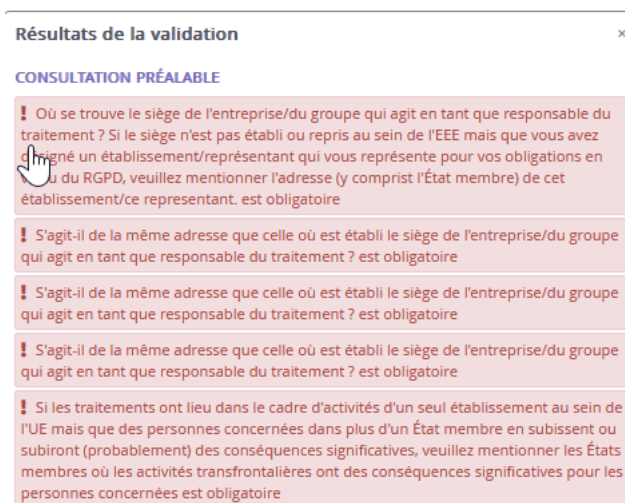 Résultats de la validation
×
CONSULTATION PRÉALABLE
! Où se trouve le siège de l'entreprise/du groupe qui agit en tant que responsable du
traitement ? Si le siège n'est pas établi ou repris au sein de l'EEE mais que vous avez
désigné un établissement/représentant qui vous représente pour vos obligations en
du RGPD, veuillez mentionner l'adresse (y comprist l'État membre) de cet
établissement/ce representant. est obligatoire
! S'agit-il de la même adresse que celle où est établi le siège de l'entreprise/du groupe
qui agit en tant que responsable du traitement ? est obligatoire
! S'agit-il de la même adresse que celle où est établi le siège de l'entreprise/du groupe
qui agit en tant que responsable du traitement ? est obligatoire
! S'agit-il de la même adresse que celle où est établi le siège de l'entreprise/du groupe
qui agit en tant que responsable du traitement ? est obligatoire
! Si les traitements ont lieu dans le cadre d'activités d'un seul établissement au sein de
l'UE mais que des personnes concernées dans plus d'un État membre en subissent ou
subiront (probablement) des conséquences significatives, veuillez mentionner les États
membres où les activités transfrontalières ont des conséquences significatives pour les
personnes concernées est obligatoire